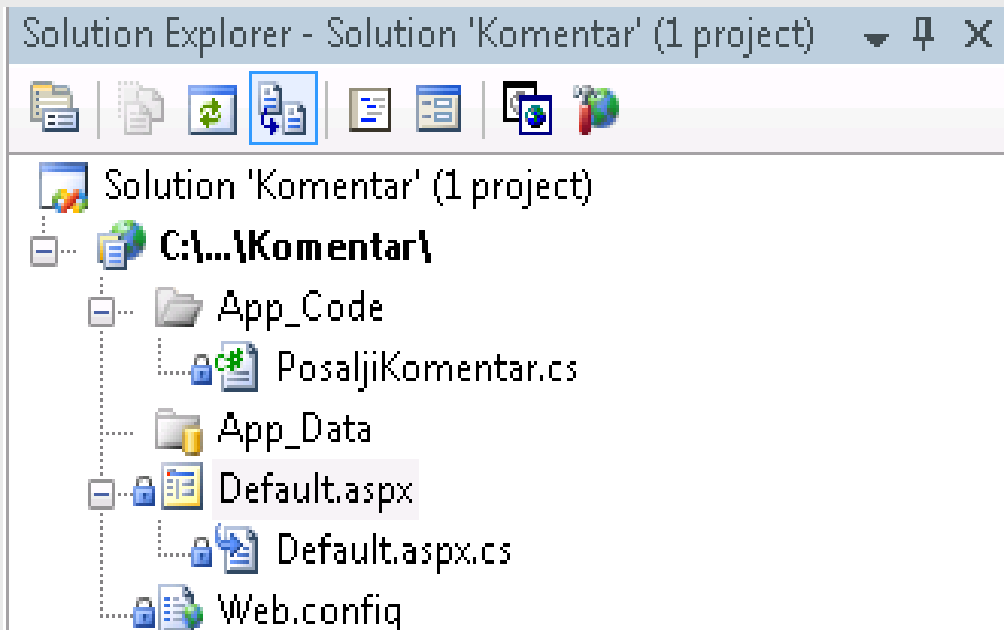 Solution Explorer - Solution 'Komentar' (1 project)
Solution 'Komentar' (1 project)
C:\...\Komentar\
App_Code
PosaljiKomentar.cs
App_Data
Default.aspx
Default.aspx.cs
Web.config